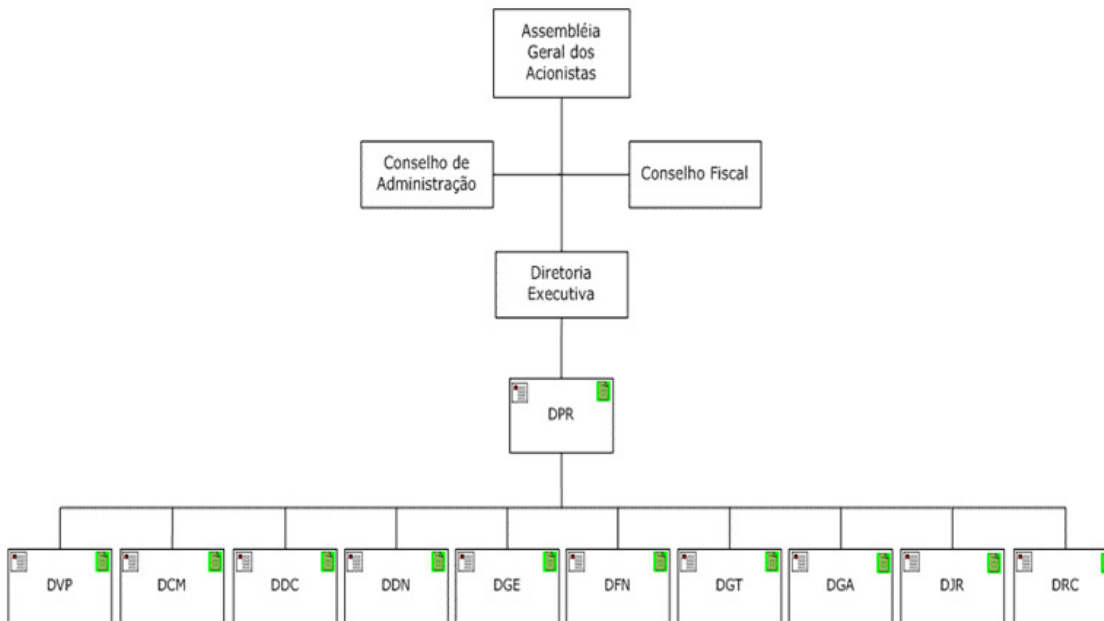 Assembléia
Geral dos
Acionistas
Conselho de
Administração
Conselho Fiscal
Diretoria
Executiva
DPR
DVP
DCM
DDC
DDN
DGE
DFN
DGT
DGA
DJR
DRC